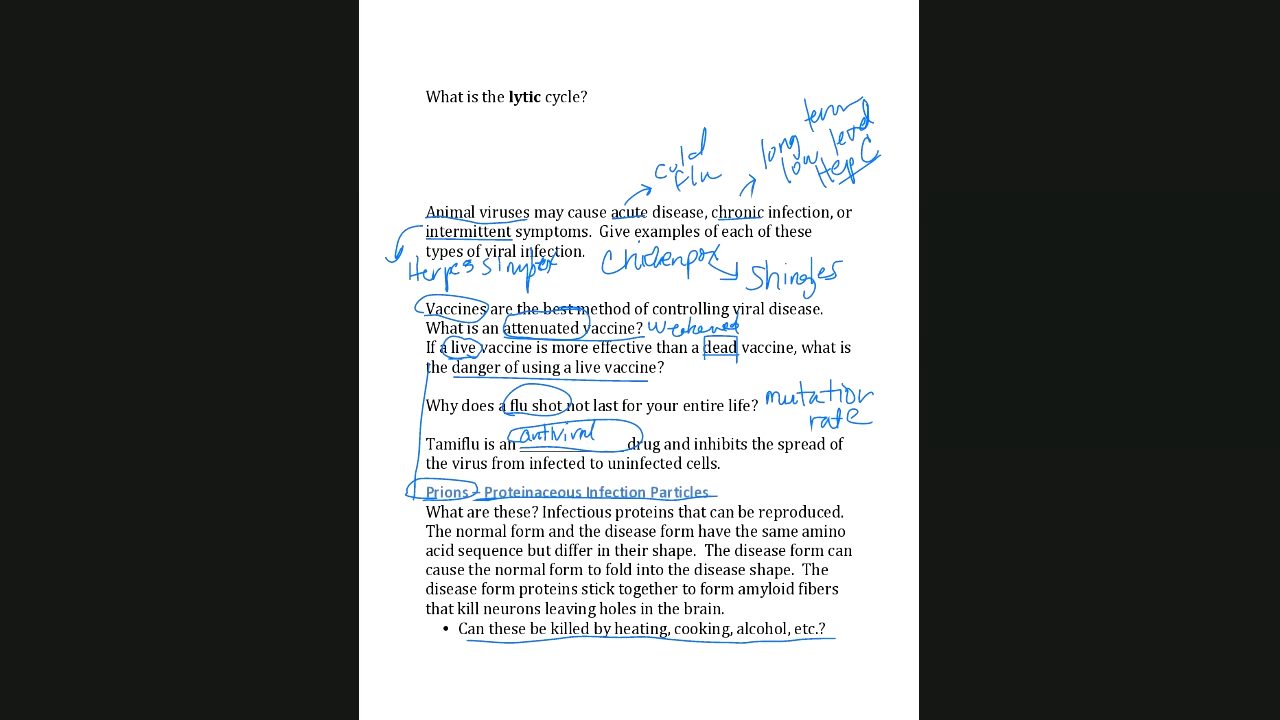 What is the lytic cycle?
cold
flu
long term
low level
Hep C
Animal viruses may cause acute disease, chronic infection, or
intermittent symptoms. Give examples of each of these
types of viral infection.
Herpes simplex
Chickenpox
Shingles
Vaccines are the best method of controlling viral disease.
What is an attenuated vaccine? weakened
If a live vaccine is more effective than a dead vaccine, what is
the danger of using a live vaccine?
Why does a flu shot not last for your entire life? mutation
rate
Tamiflu is an antiviral drug and inhibits the spread of
the virus from infected to uninfected cells.
Prions – Proteinaceous Infection Particles
What are these? Infectious proteins that can be reproduced.
The normal form and the disease form have the same amino
acid sequence but differ in their shape. The disease form can
cause the normal form to fold into the disease shape. The
disease form proteins stick together to form amyloid fibers
that kill neurons leaving holes in the brain.
• Can these be killed by heating, cooking, alcohol, etc.?